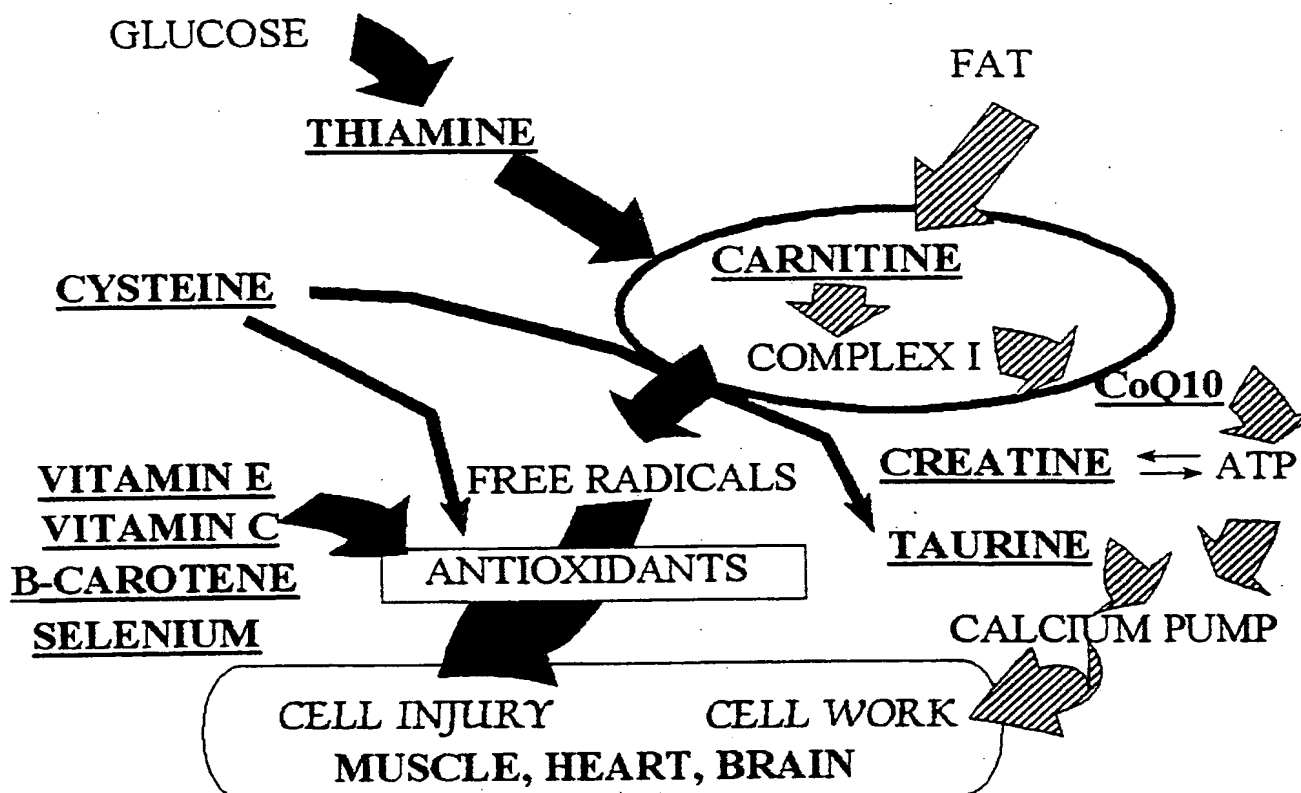 GLUCOSE
FAT
THIAMINE
CARNITINE
CYSTEINE
COMPLEX I
CoQ10
CREATINE
ATP
VITAMIN E
FREE RADICALS
VITAMIN C
TAURINE
B-CAROTENE
ANTIOXIDANTS
SELENIUM
CALCIUM PUMP
CELL INJURY
CELL WORK
MUSCLE, HEART, BRAIN